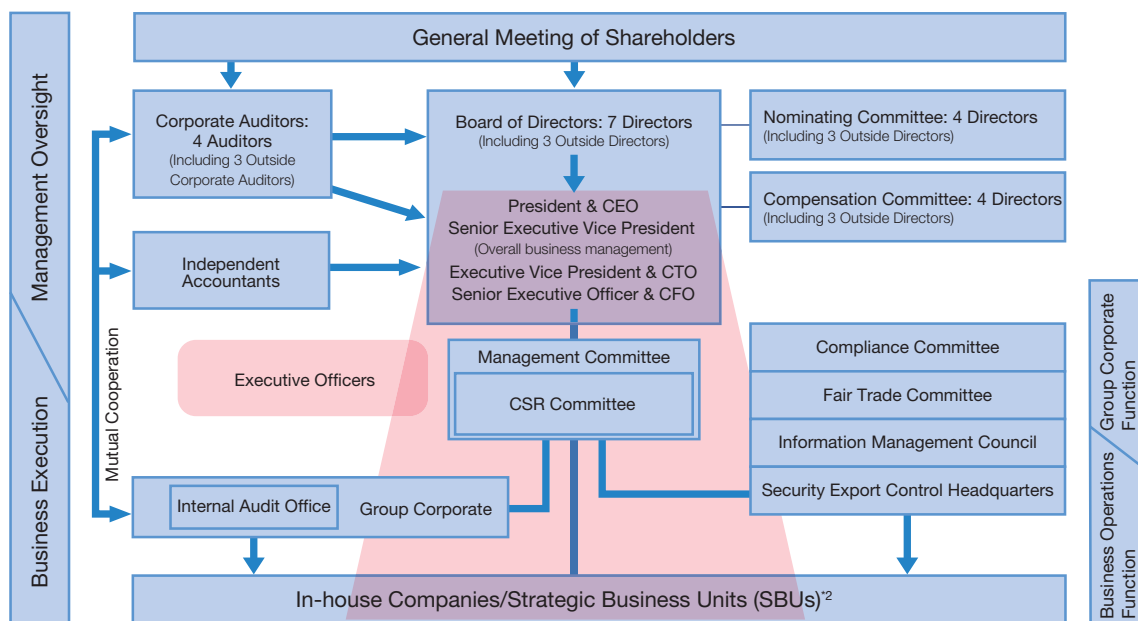 General Meeting of Shareholders
Management Oversight
Business Execution
Corporate Auditors:
4 Auditors
(Including 3 Outside
Corporate Auditors)
Board of Directors: 7 Directors
(Including 3 Outside Directors)
Nominating Committee: 4 Directors
(Including 3 Outside Directors)
Compensation Committee: 4 Directors
(Including 3 Outside Directors)
President & CEO
Senior Executive Vice President
(Overall business management)
Executive Vice President & CTO
Senior Executive Officer & CFO
Independent
Accountants
Mutual Cooperation
Executive Officers
Management Committee
CSR Committee
Compliance Committee
Fair Trade Committee
Information Management Council
Security Export Control Headquarters
Group Corporate
Function
Business Operations
Function
Internal Audit Office
Group Corporate
In-house Companies/Strategic Business Units (SBUs)*2